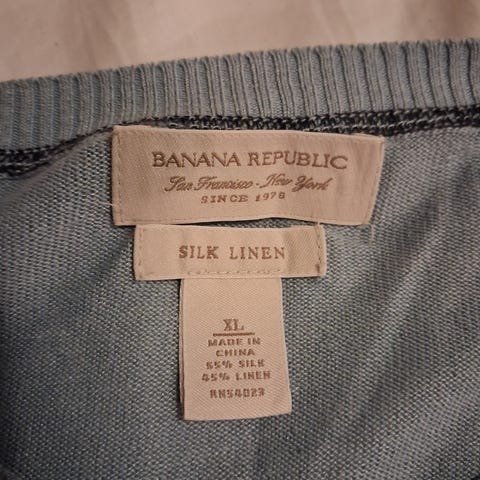 BANANA REPUBLIC
San Francisco - New York
SINCE 1978
SILK LINEN
XL
MADE IN
CHINA
55% SILK
45% LINEN
RN54023